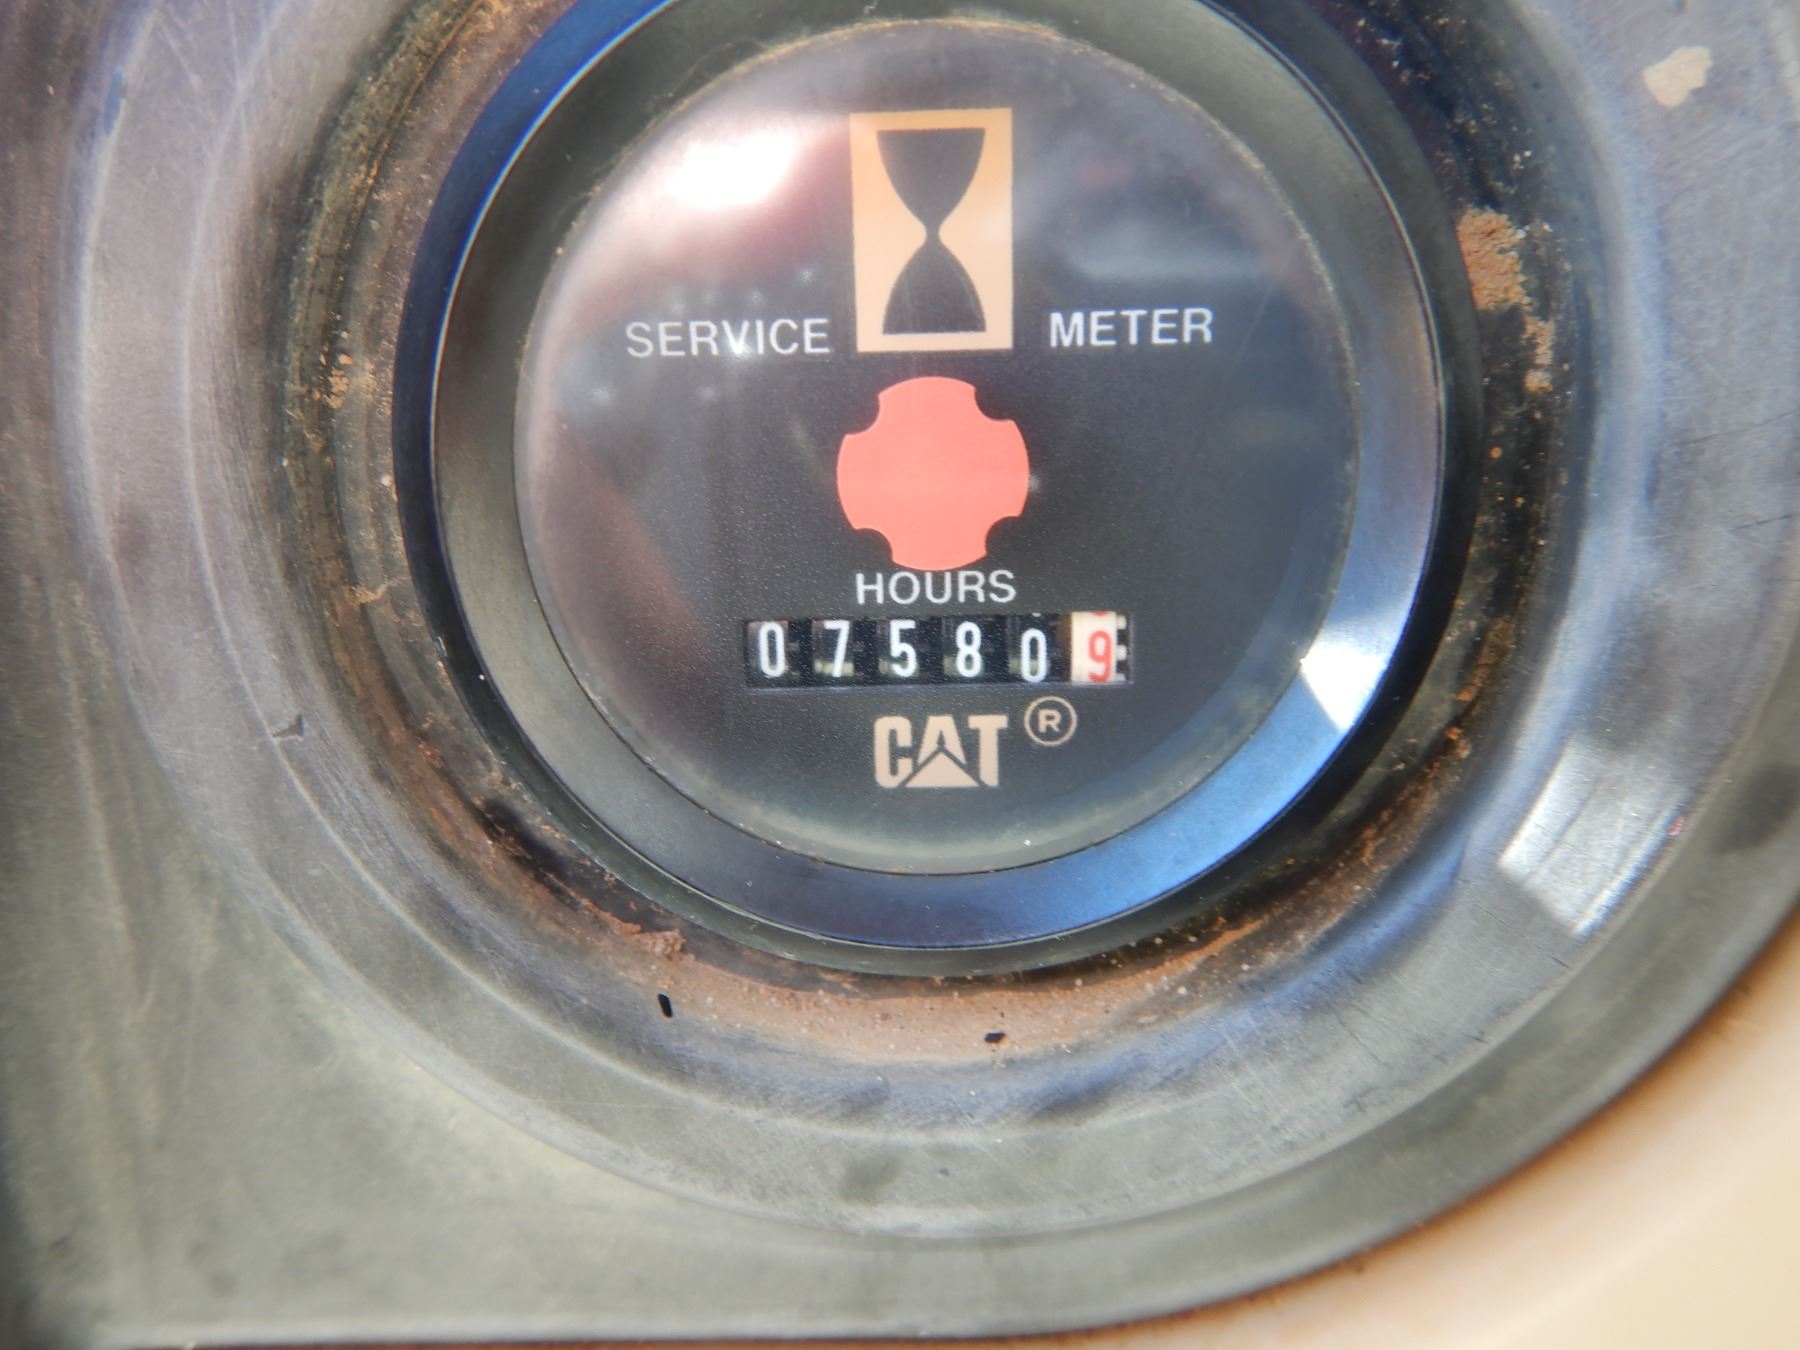 SERVICE METER
HOURS
075809
CAT ®